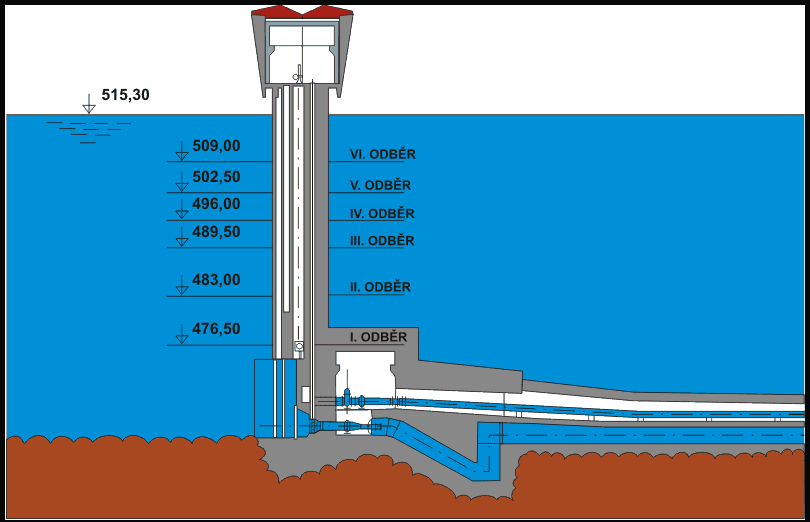 515,30
509,00 VI. ODBĚR
502,50 V. ODBĚR
496,00 IV. ODBĚR
489,50 III. ODBĚR
483,00 II. ODBĚR
476,50 I. ODBĚR